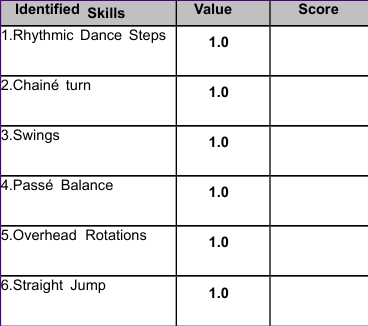 Identified Skills Value Score
1.Rhythmic Dance Steps 1.0
2.Chainé turn 1.0
3.Swings 1.0
4.Passé Balance 1.0
5.Overhead Rotations 1.0
6.Straight Jump 1.0